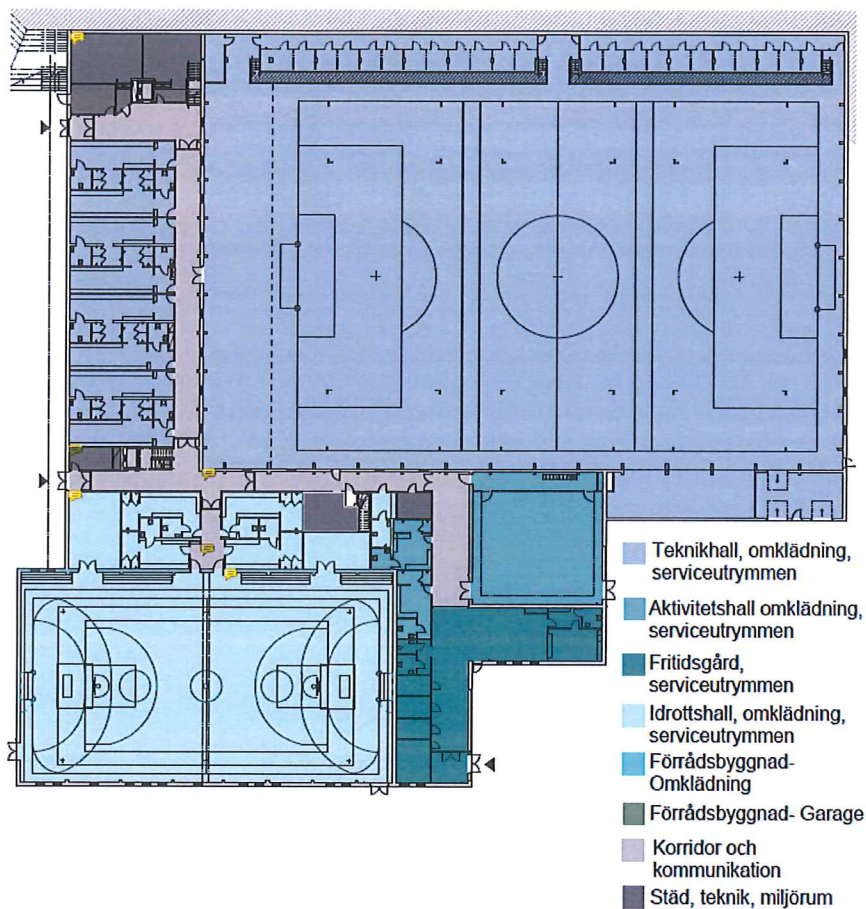 Teknikhall, omklädning,
serviceutrymmen
Aktivitetshall omklädning,
serviceutrymmen
Fritidsgård,
serviceutrymmen
Idrottshall, omklädning,
serviceutrymmen
Förrådsbyggnad-
Omklädning
Förrådsbyggnad- Garage
Korridor och
kommunikation
Städ, teknik, miljörum